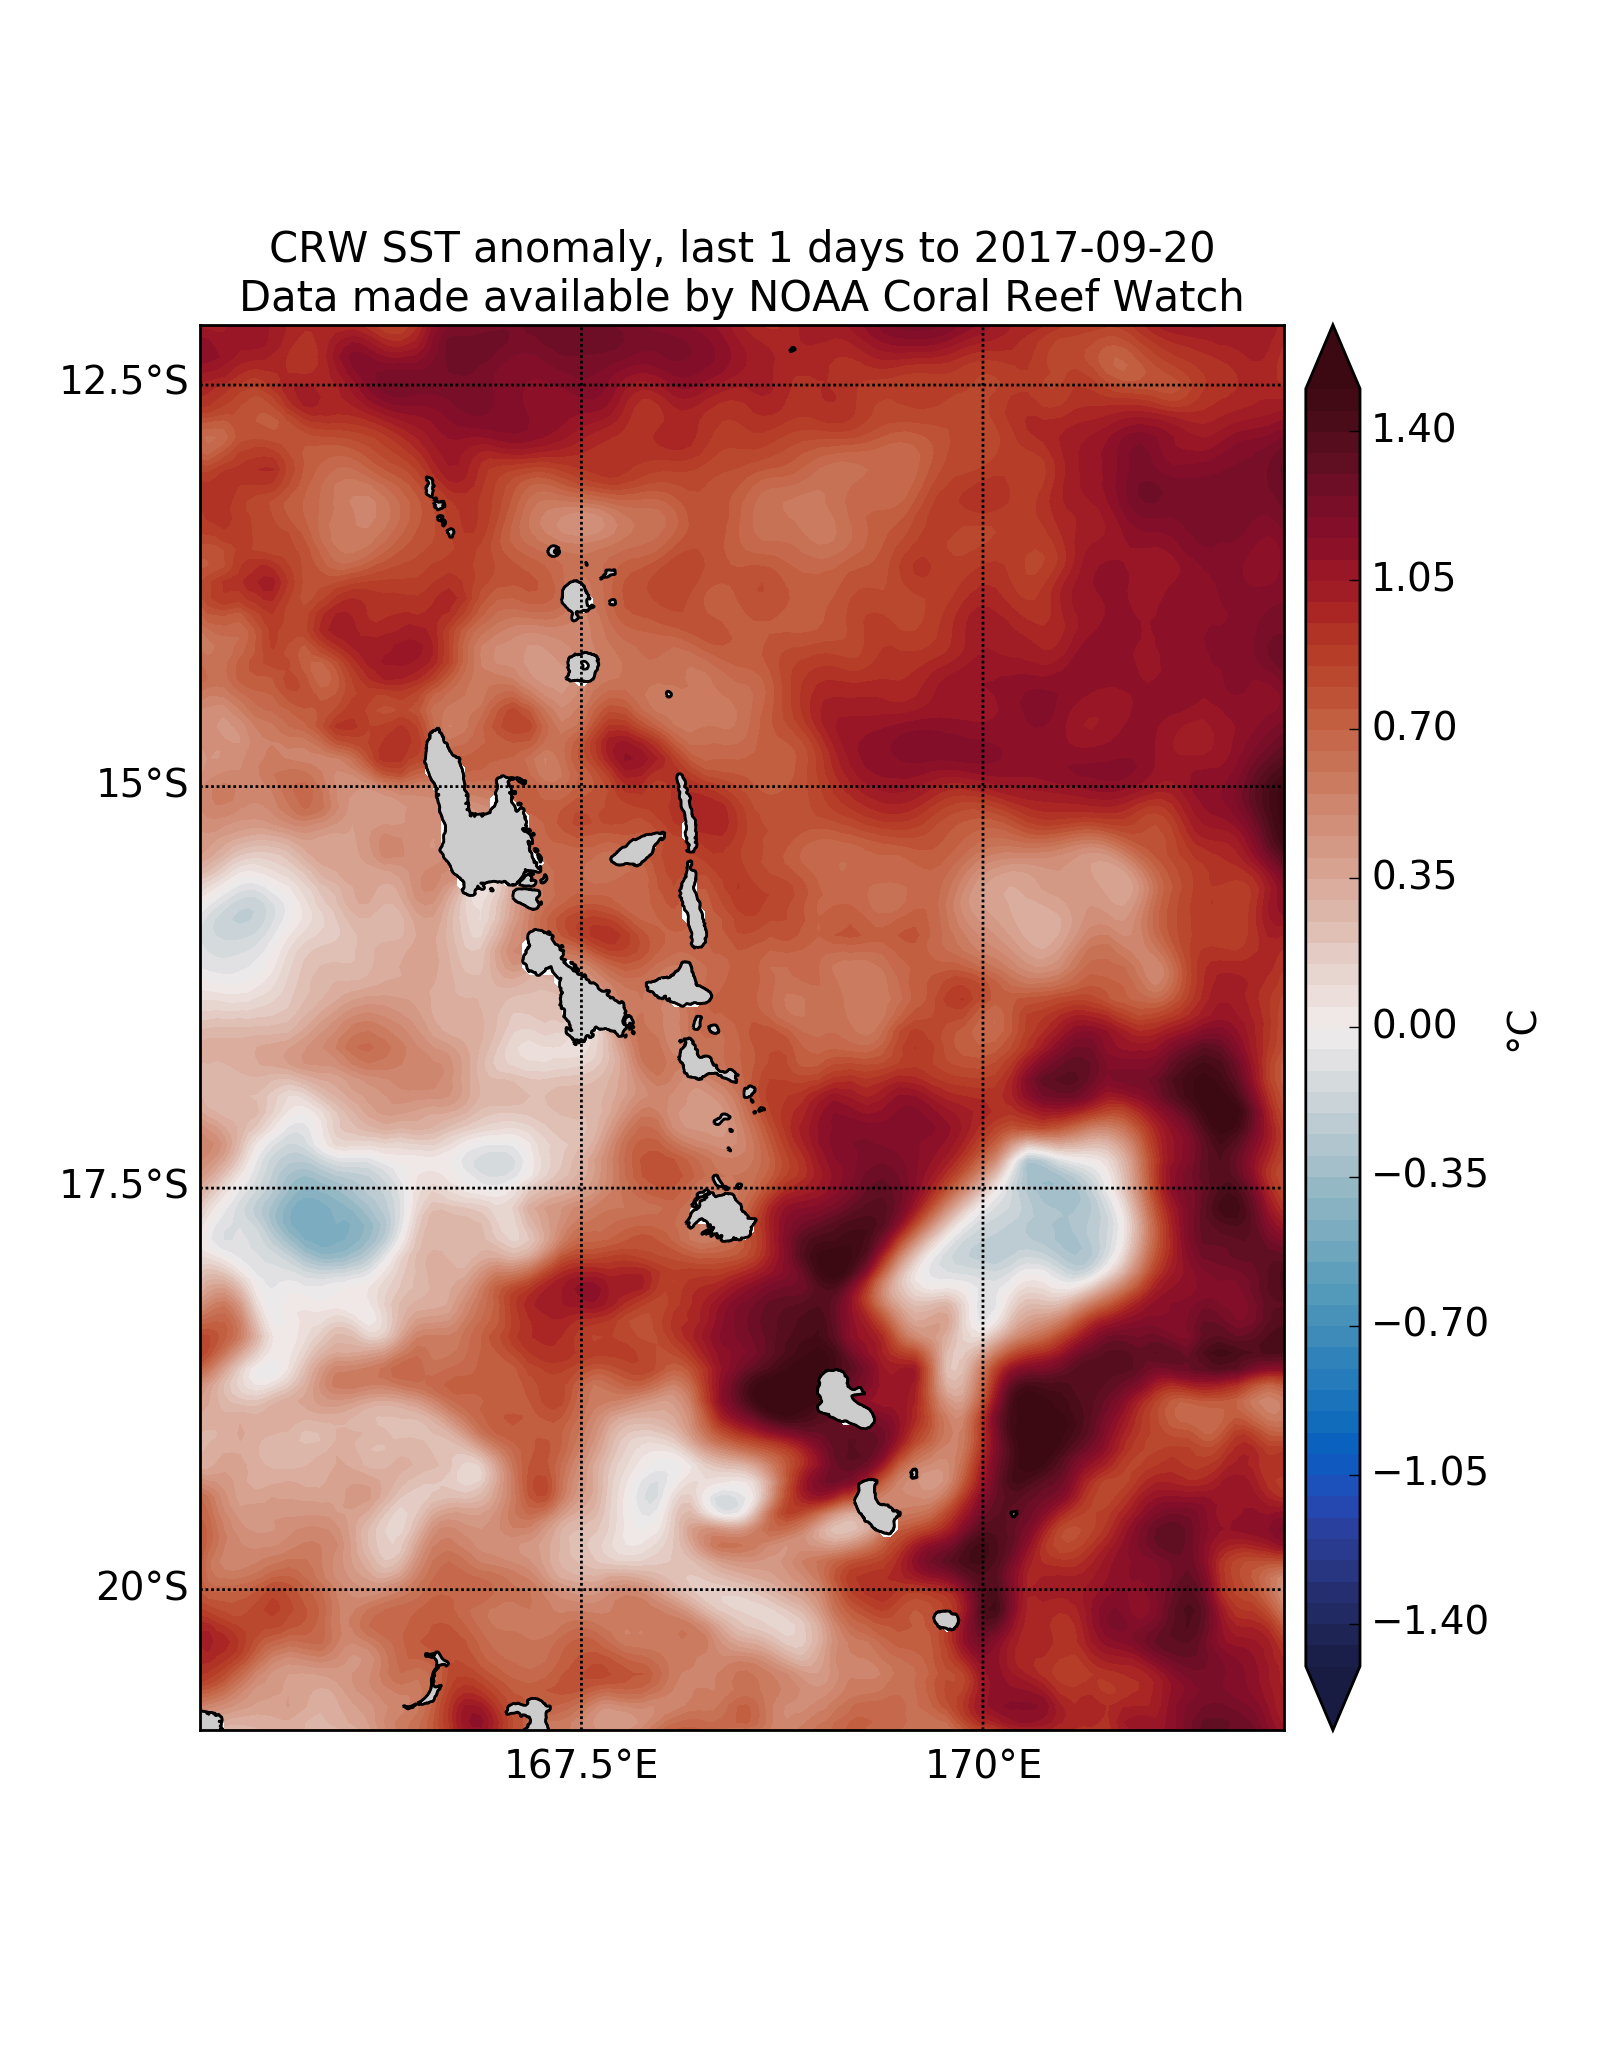 CRW SST anomaly, last 1 days to 2017-09-20
Data made available by NOAA Coral Reef Watch
12.5°S
15°S
17.5°S
20°S
167.5°E
170°E
1.40
1.05
0.70
0.35
0.00
−0.35
−0.70
−1.05
−1.40
°C